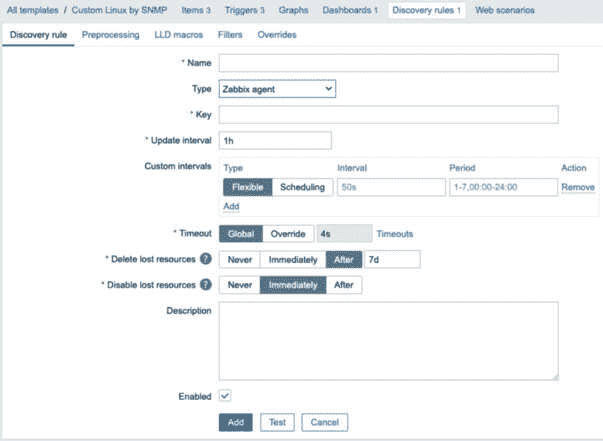 All templates / Custom Linux by SNMP Items 3 Triggers 3 Graphs Dashboards 1 Discovery rules 1 Web scenarios
Discovery rule Preprocessing LLD macros Filters Overrides
* Name
Type Zabbix agent
* Key
* Update interval 1h
Custom intervals Type Interval Period Action
Flexible Scheduling 50s 1-7,00:00-24:00 Remove
Add
* Timeout Global Override 4s Timeouts
* Delete lost resources ? Never Immediately After 7d
* Disable lost resources ? Never Immediately After
Description
Enabled
Add Test Cancel